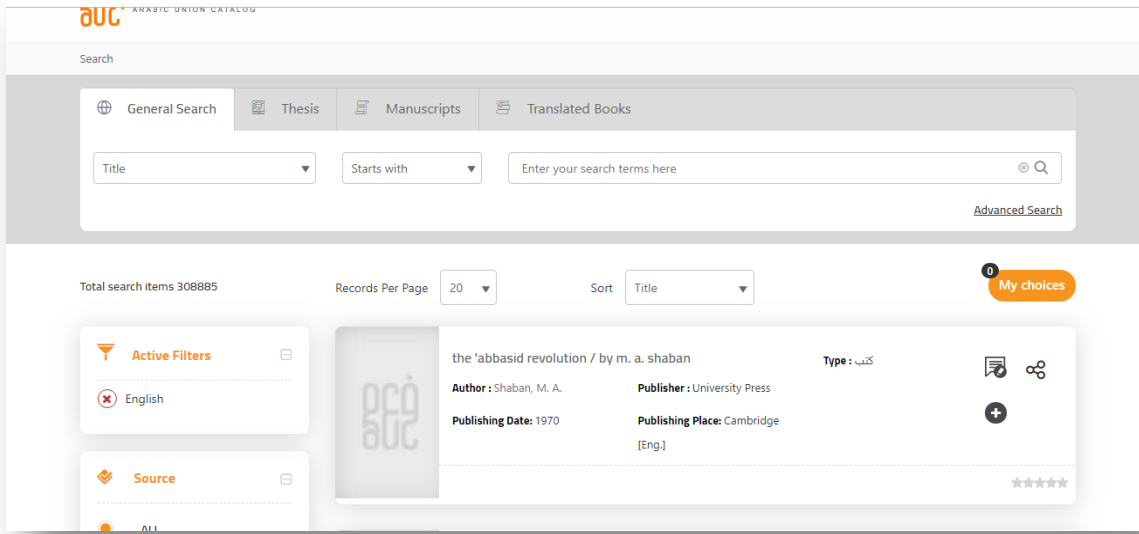 auc ARABIC UNION CATALOG
Search
General Search Thesis Manuscripts Translated Books
Title Starts with Enter your search terms here
Advanced Search
Total search items 308885 Records Per Page 20 Sort Title 0 My choices
Active Filters
English
Source
the 'abbasid revolution / by m. a. shaban Type : كتب
Author : Shaban, M. A. Publisher : University Press
Publishing Date: 1970 Publishing Place: Cambridge
[Eng.]
auc